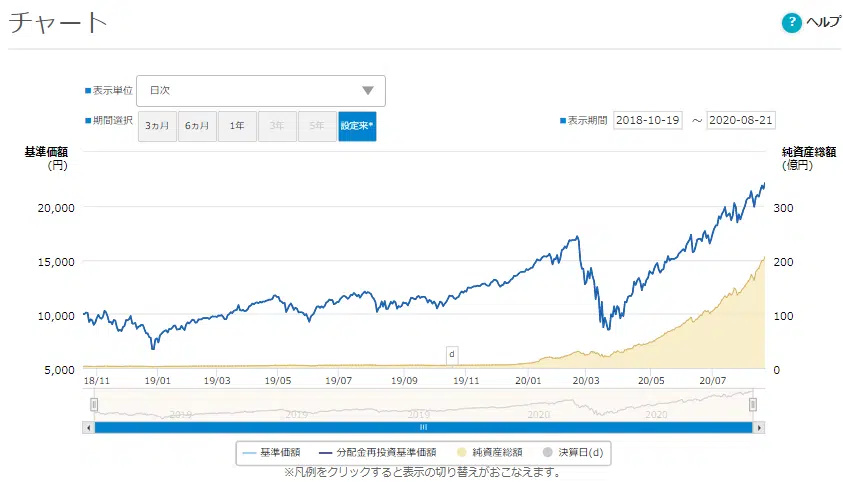 チャート
? ヘルプ
■表示単位 日次
■期間選択 3ヵ月 6ヵ月 1年 3年 5年 設定来* ■表示期間 2018-10-19 ～ 2020-08-21
基準価額 純資産総額
(円) (億円)
20,000 300
15,000 200
10,000 100
d
5,000 0
18/11 19/01 19/03 19/05 19/07 19/09 19/11 20/01 20/03 20/05 20/07
2018 2019 2019 2020 2020
基準価額 分配金再投資基準価額 純資産総額 決算日(d)
※凡例をクリックすると表示の切り替えがおこなえます。